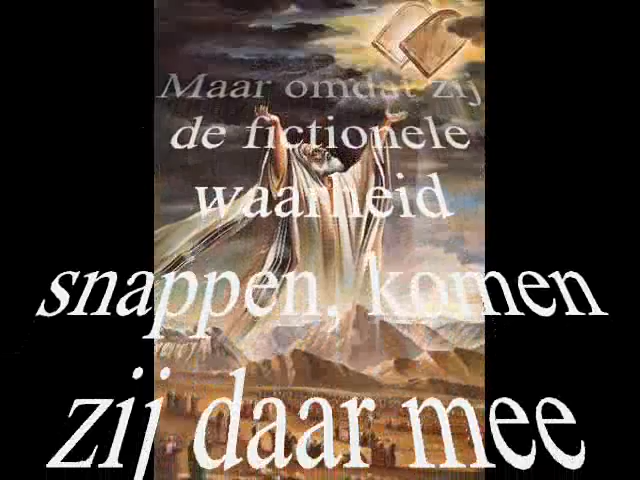 Maar omdat zij
de fictionele
waarheid
snappen, komen
zij daar mee